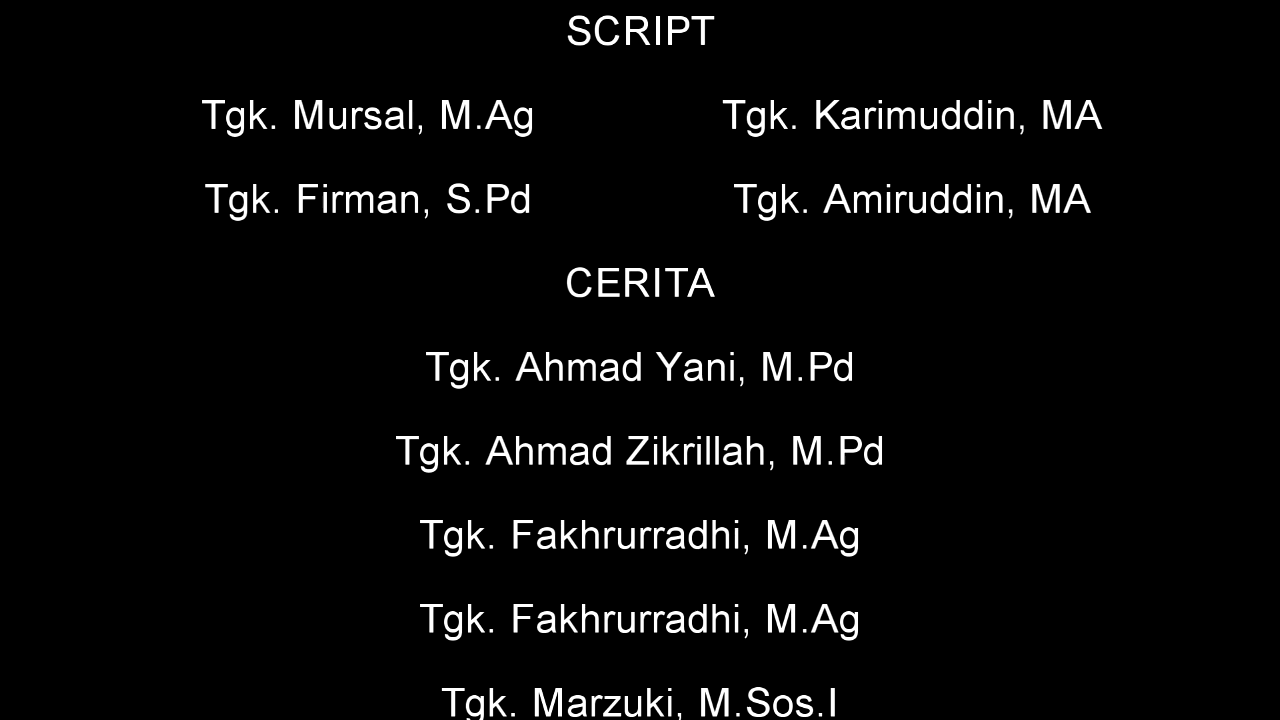 SCRIPT
Tgk. Mursal, M.Ag Tgk. Karimuddin, MA
Tgk. Firman, S.Pd Tgk. Amiruddin, MA
CERITA
Tgk. Ahmad Yani, M.Pd
Tgk. Ahmad Zikrillah, M.Pd
Tgk. Fakhrurradhi, M.Ag
Tgk. Fakhrurradhi, M.Ag
Tgk. Marzuki, M.Sos.I